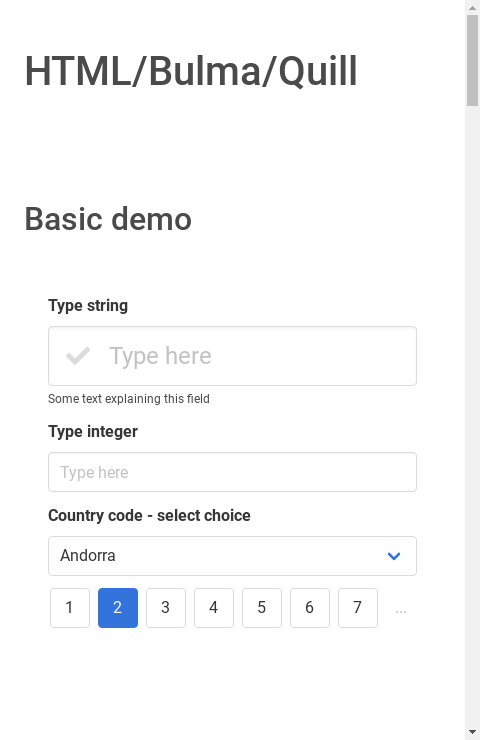 HTML/Bulma/Quill
Basic demo
Type string
Type here
Some text explaining this field
Type integer
Type here
Country code - select choice
Andorra
1 2 3 4 5 6 7 ...